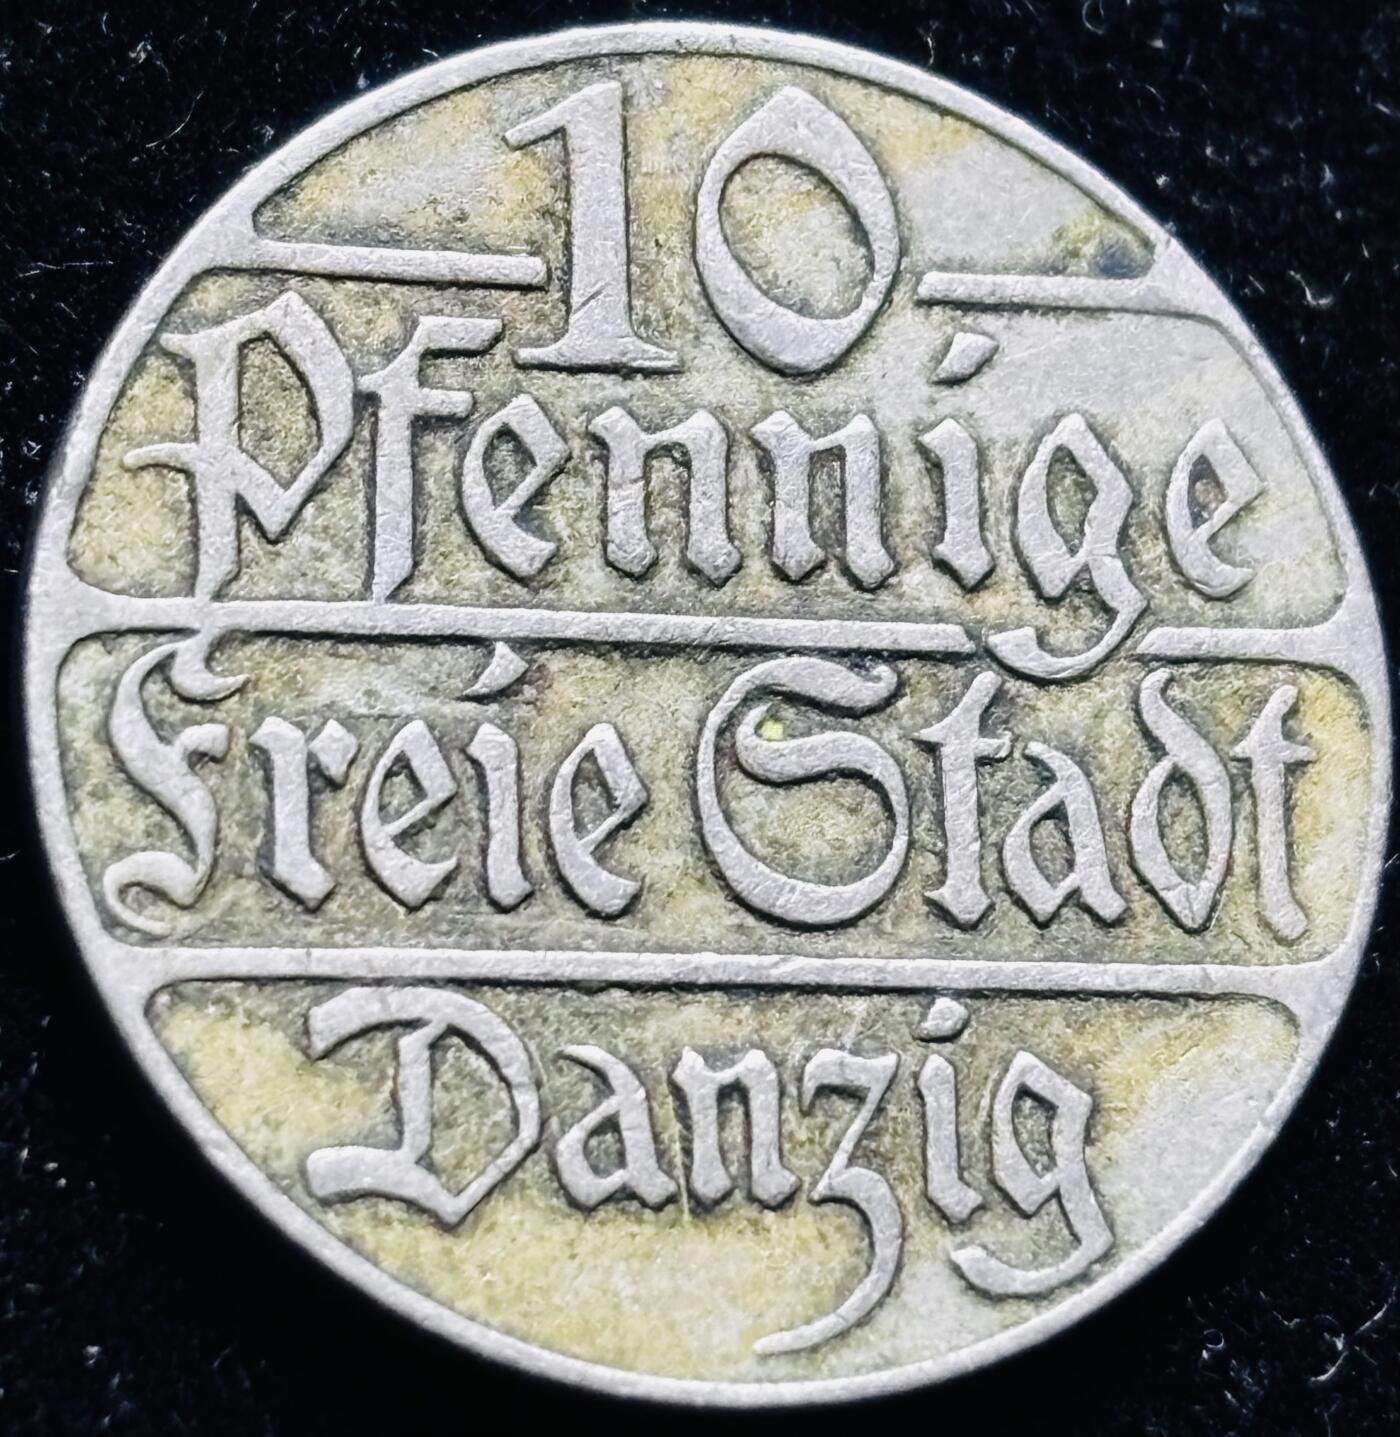 10
Pfennige
Freie Stadt
Danzig